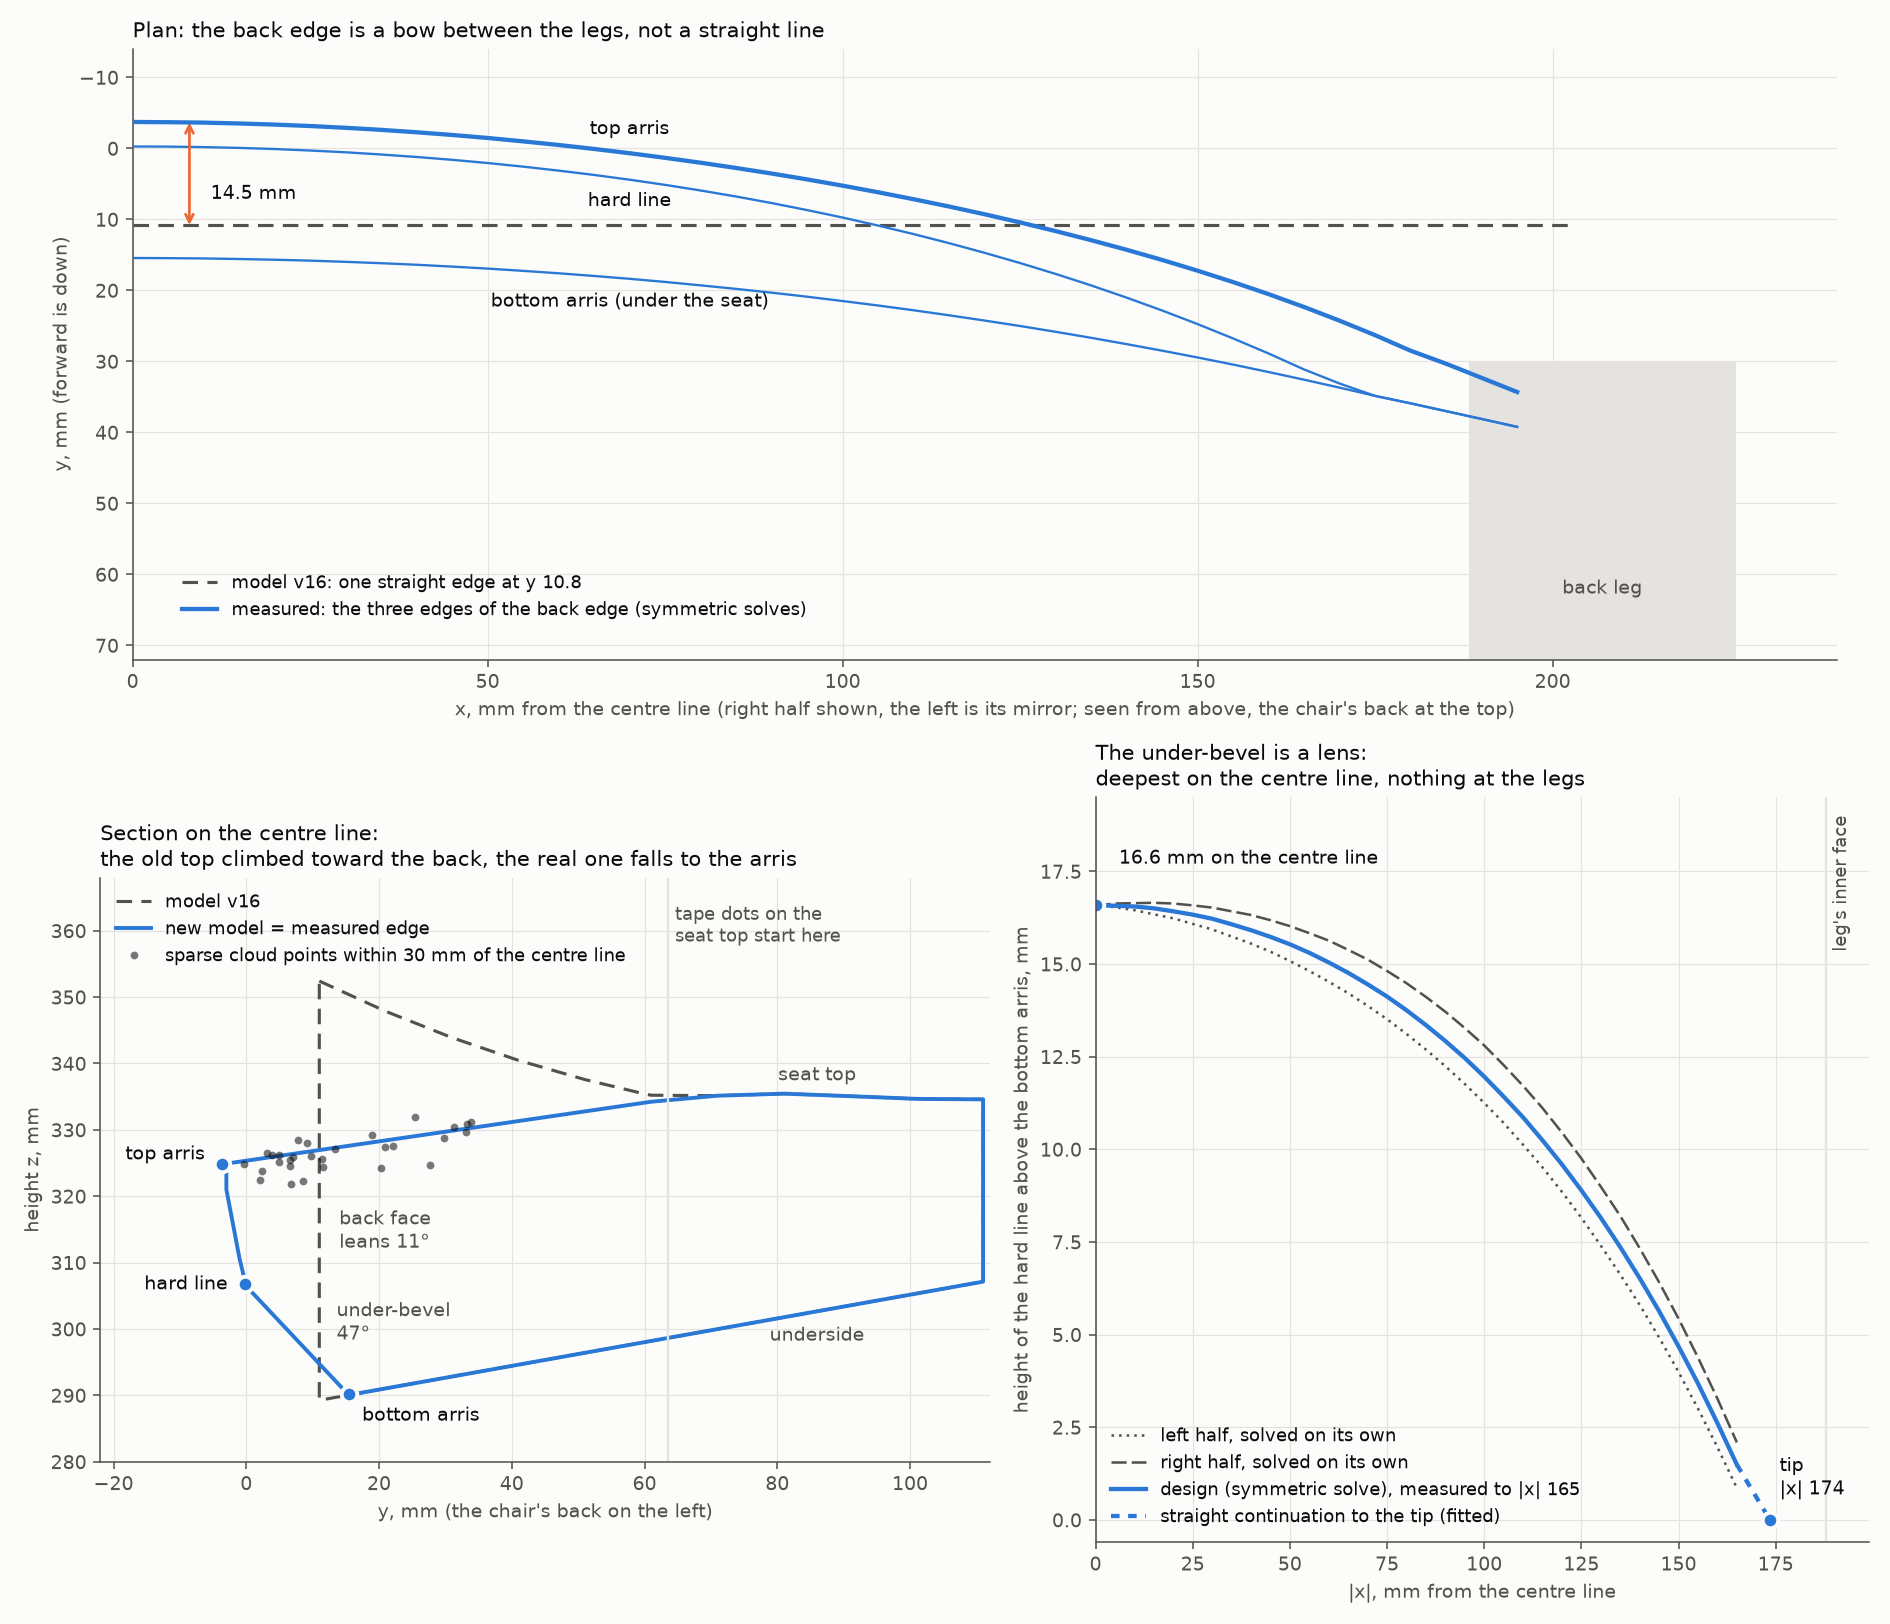 Plan: the back edge is a bow between the legs, not a straight line
−10
0
10
20
30
40
50
60
70
y, mm (forward is down)
top arris
14.5 mm
hard line
bottom arris (under the seat)
model v16: one straight edge at y 10.8
measured: the three edges of the back edge (symmetric solves)
back leg
0
50
100
150
200
x, mm from the centre line (right half shown, the left is its mirror; seen from above, the chair's back at the top)
Section on the centre line:
the old top climbed toward the back, the real one falls to the arris
model v16
new model = measured edge
sparse cloud points within 30 mm of the centre line
tape dots on the
seat top start here
360
350
340
330
320
310
300
290
280
height z, mm
seat top
top arris
back face
leans 11°
hard line
under-bevel
47°
underside
bottom arris
−20
0
20
40
60
80
100
y, mm (the chair's back on the left)
The under-bevel is a lens:
deepest on the centre line, nothing at the legs
16.6 mm on the centre line
leg's inner face
17.5
15.0
12.5
10.0
7.5
5.0
2.5
0.0
height of the hard line above the bottom arris, mm
left half, solved on its own
right half, solved on its own
design (symmetric solve), measured to |x| 165
straight continuation to the tip (fitted)
tip
|x| 174
0
25
50
75
100
125
150
175
|x|, mm from the centre line